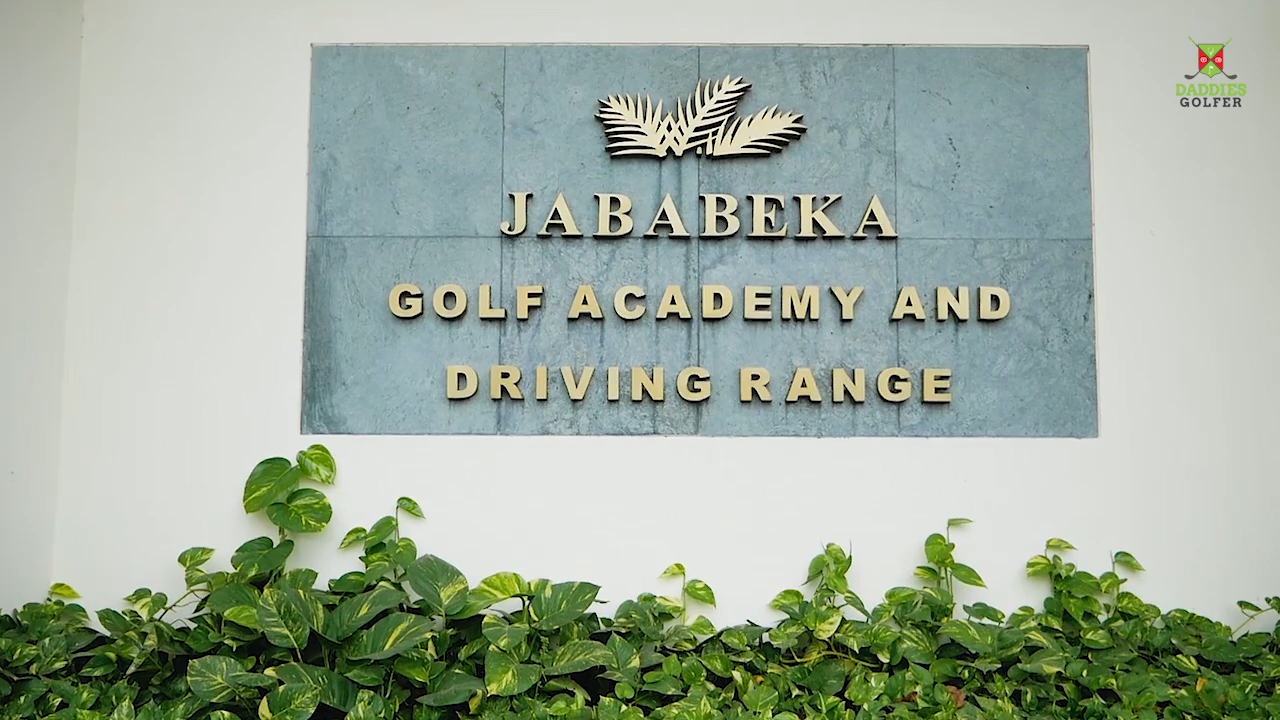 JABABEKA
GOLF ACADEMY AND
DRIVING RANGE
DADDIES
GOLFER